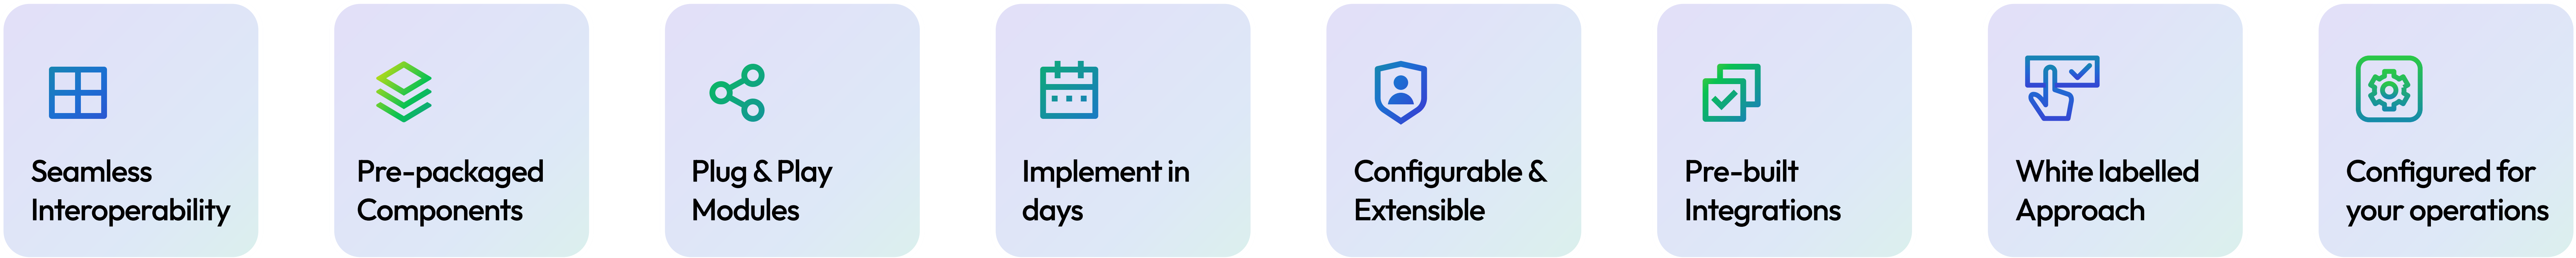 Seamless
Interoperability
Pre-packaged
Components
Plug & Play
Modules
Implement in
days
Configurable &
Extensible
Pre-built
Integrations
White labelled
Approach
Configured for
your operations